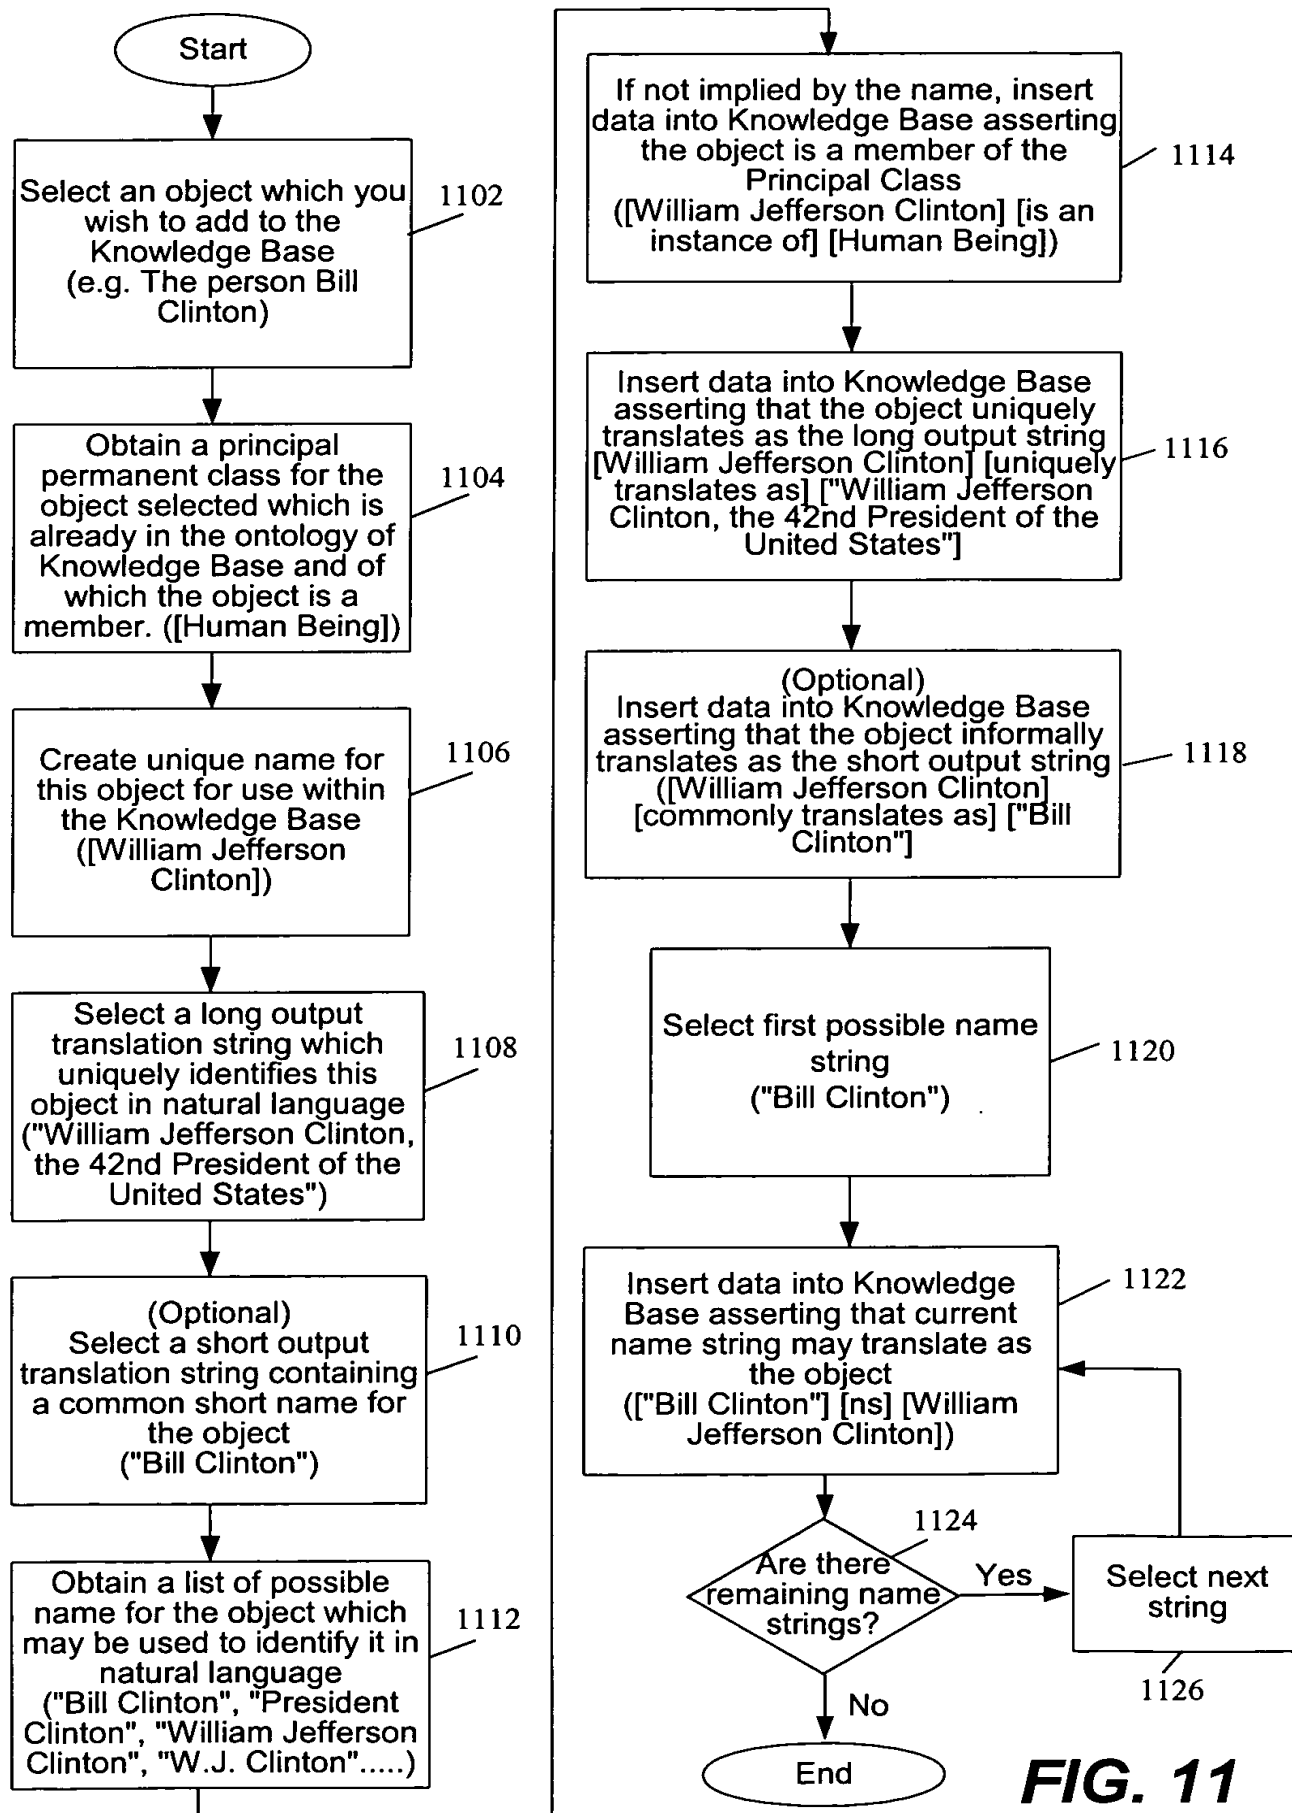 Start
Select an object which you
wish to add to the
Knowledge Base
(e.g. The person Bill
Clinton)
1102
Obtain a principal
permanent class for the
object selected which is
already in the ontology of
Knowledge Base and of
which the object is a
member. ([Human Being])
1104
Create unique name for
this object for use within
the Knowledge Base
([William Jefferson
Clinton])
1106
Select a long output
translation string which
uniquely identifies this
object in natural language
("William Jefferson Clinton,
the 42nd President of the
United States")
1108
(Optional)
Select a short output
translation string containing
a common short name for
the object
("Bill Clinton")
1110
Obtain a list of possible
name for the object which
may be used to identify it in
natural language
("Bill Clinton", "President
Clinton", "William Jefferson
Clinton", "W.J. Clinton".....)
1112
If not implied by the name, insert
data into Knowledge Base asserting
the object is a member of the
Principal Class
([William Jefferson Clinton] [is an
instance of] [Human Being])
1114
Insert data into Knowledge Base
asserting that the object uniquely
translates as the long output string
[William Jefferson Clinton] [uniquely
translates as] ["William Jefferson
Clinton, the 42nd President of the
United States"]
1116
(Optional)
Insert data into Knowledge Base
asserting that the object informally
translates as the short output string
([William Jefferson Clinton]
[commonly translates as] ["Bill
Clinton"]
1118
Select first possible name
string
("Bill Clinton")
1120
Insert data into Knowledge
Base asserting that current
name string may translate as
the object
(["Bill Clinton"] [ns] [William
Jefferson Clinton])
1122
Are there
remaining name
strings?
1124
Yes
Select next
string
1126
No
End
FIG. 11